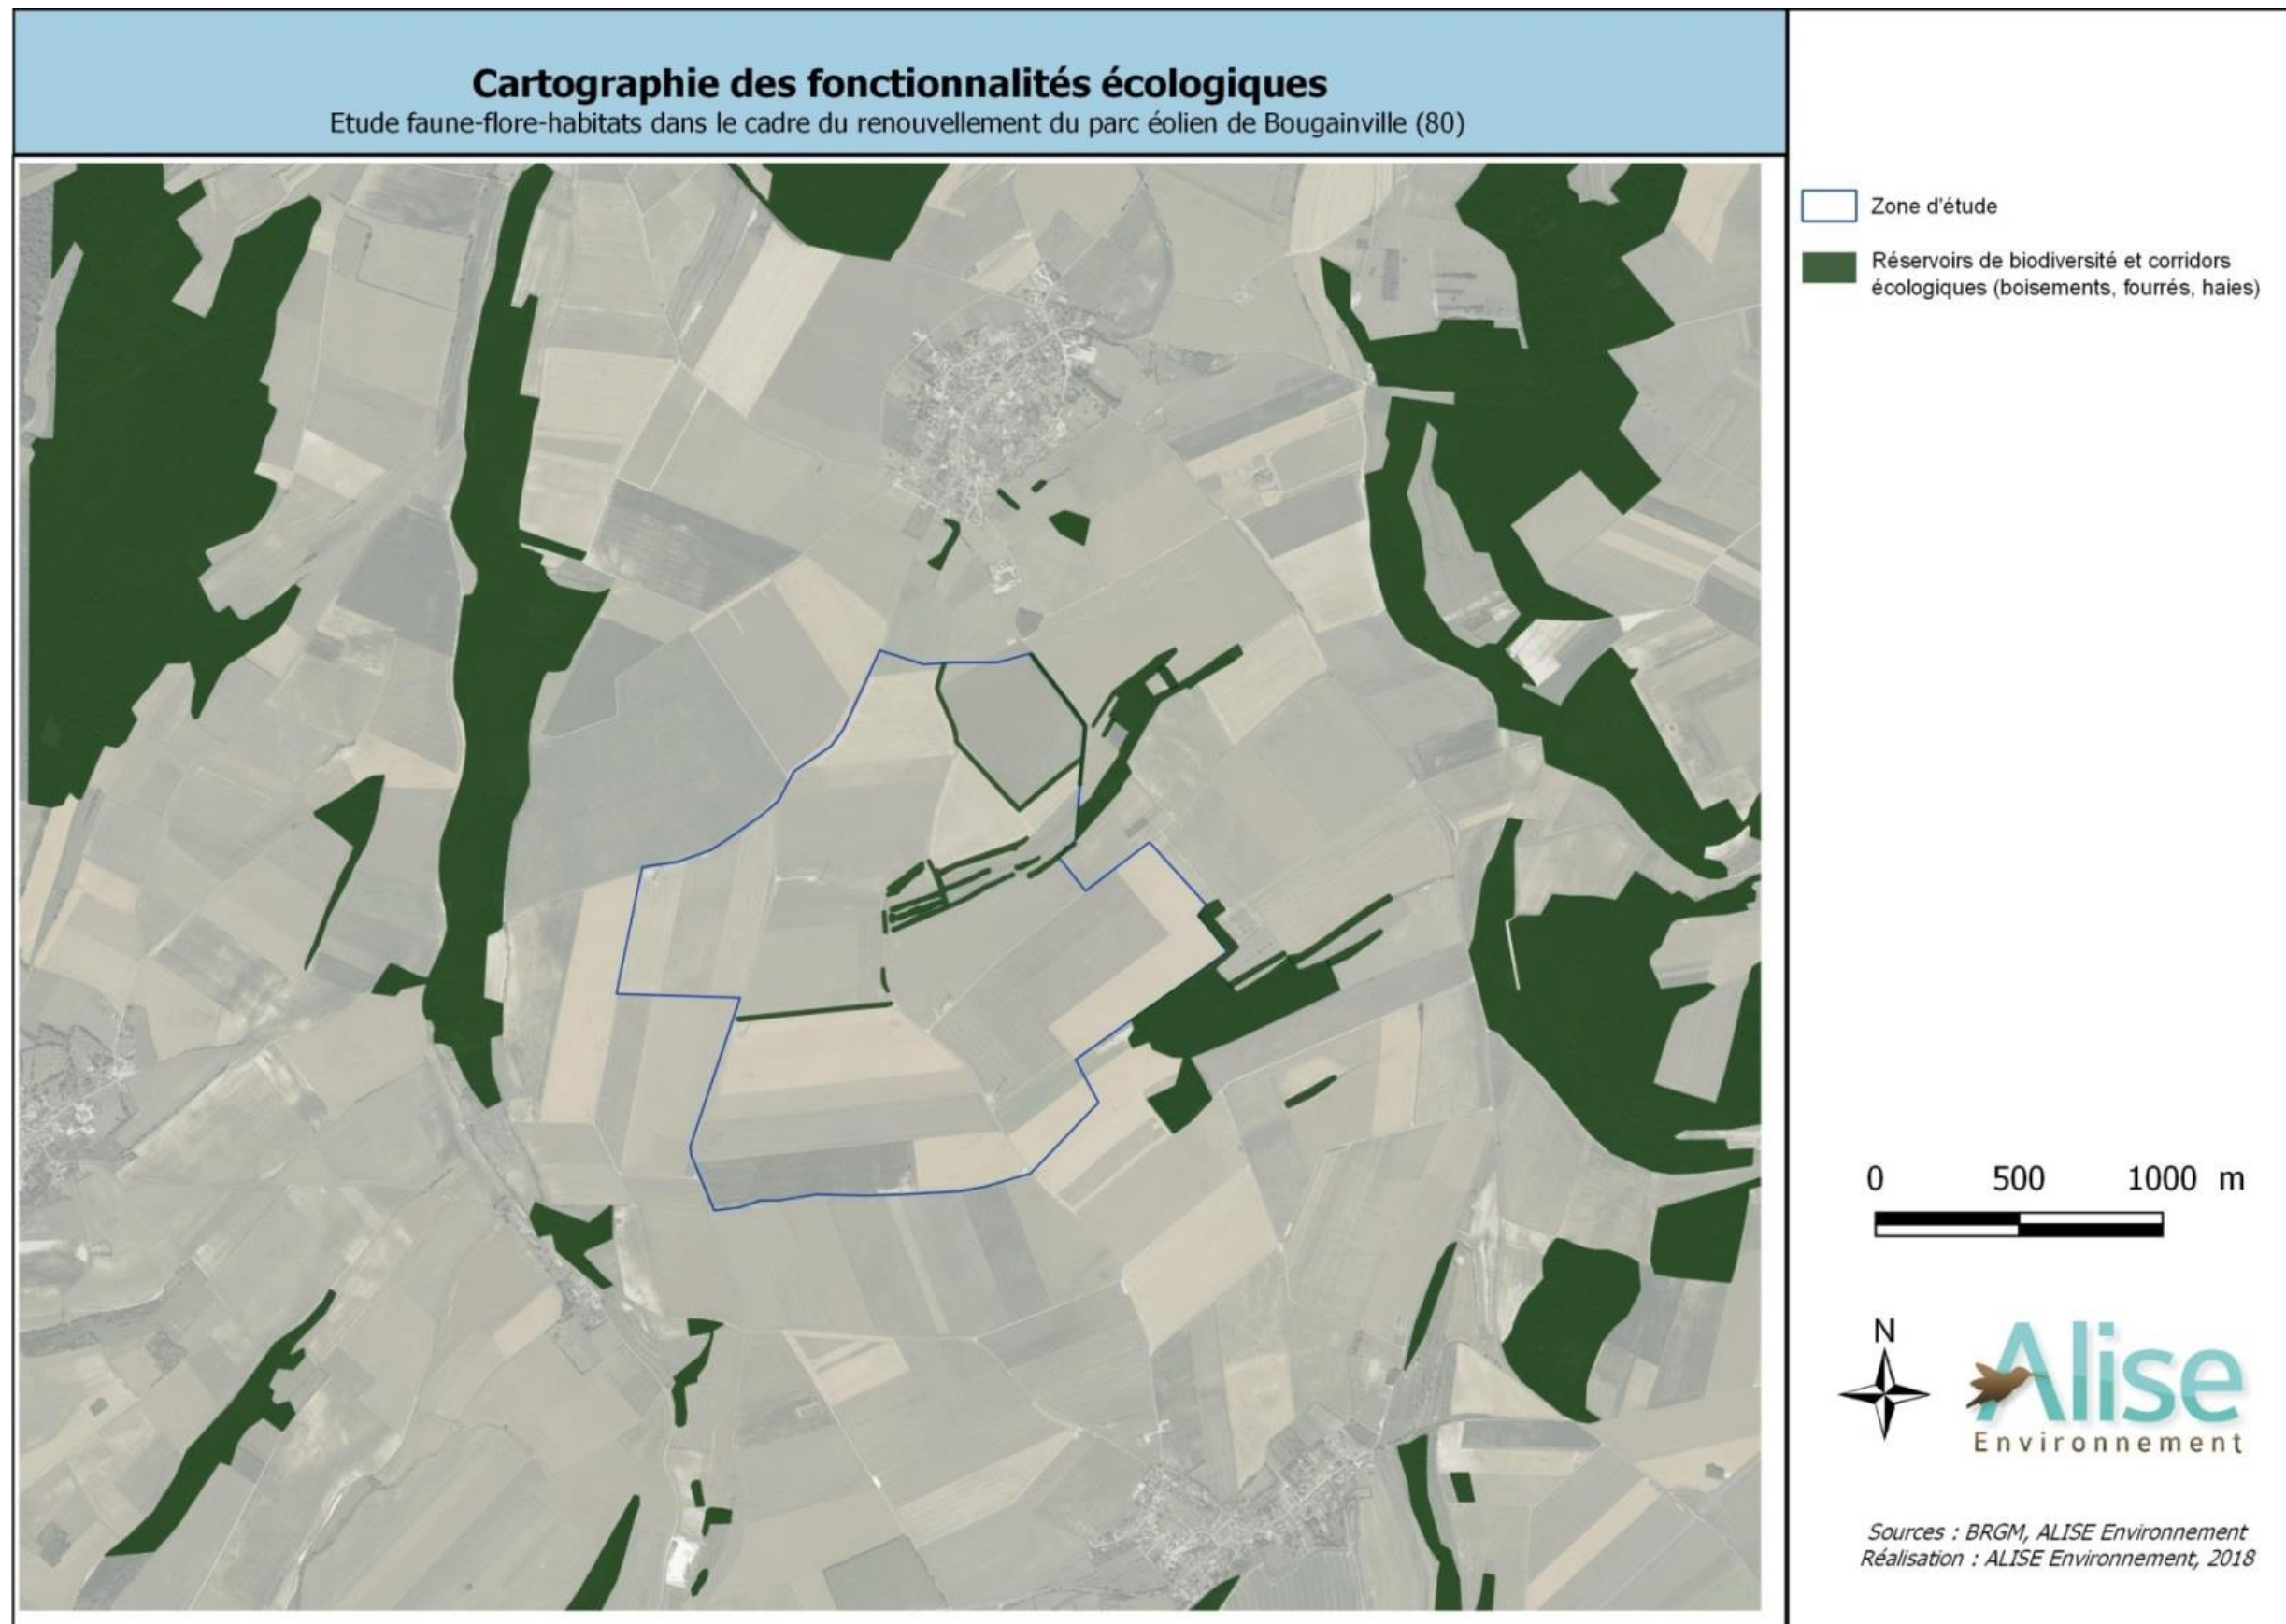 Cartographie des fonctionnalités écologiques
Etude faune-flore-habitats dans le cadre du renouvellement du parc éolien de Bougainville (80)
Zone d'étude
Réservoirs de biodiversité et corridors
écologiques (boisements, fourrés, haies)
0 500 1000 m
N
Alise
Environnement
Sources : BRGM, ALISE Environnement
Réalisation : ALISE Environnement, 2018